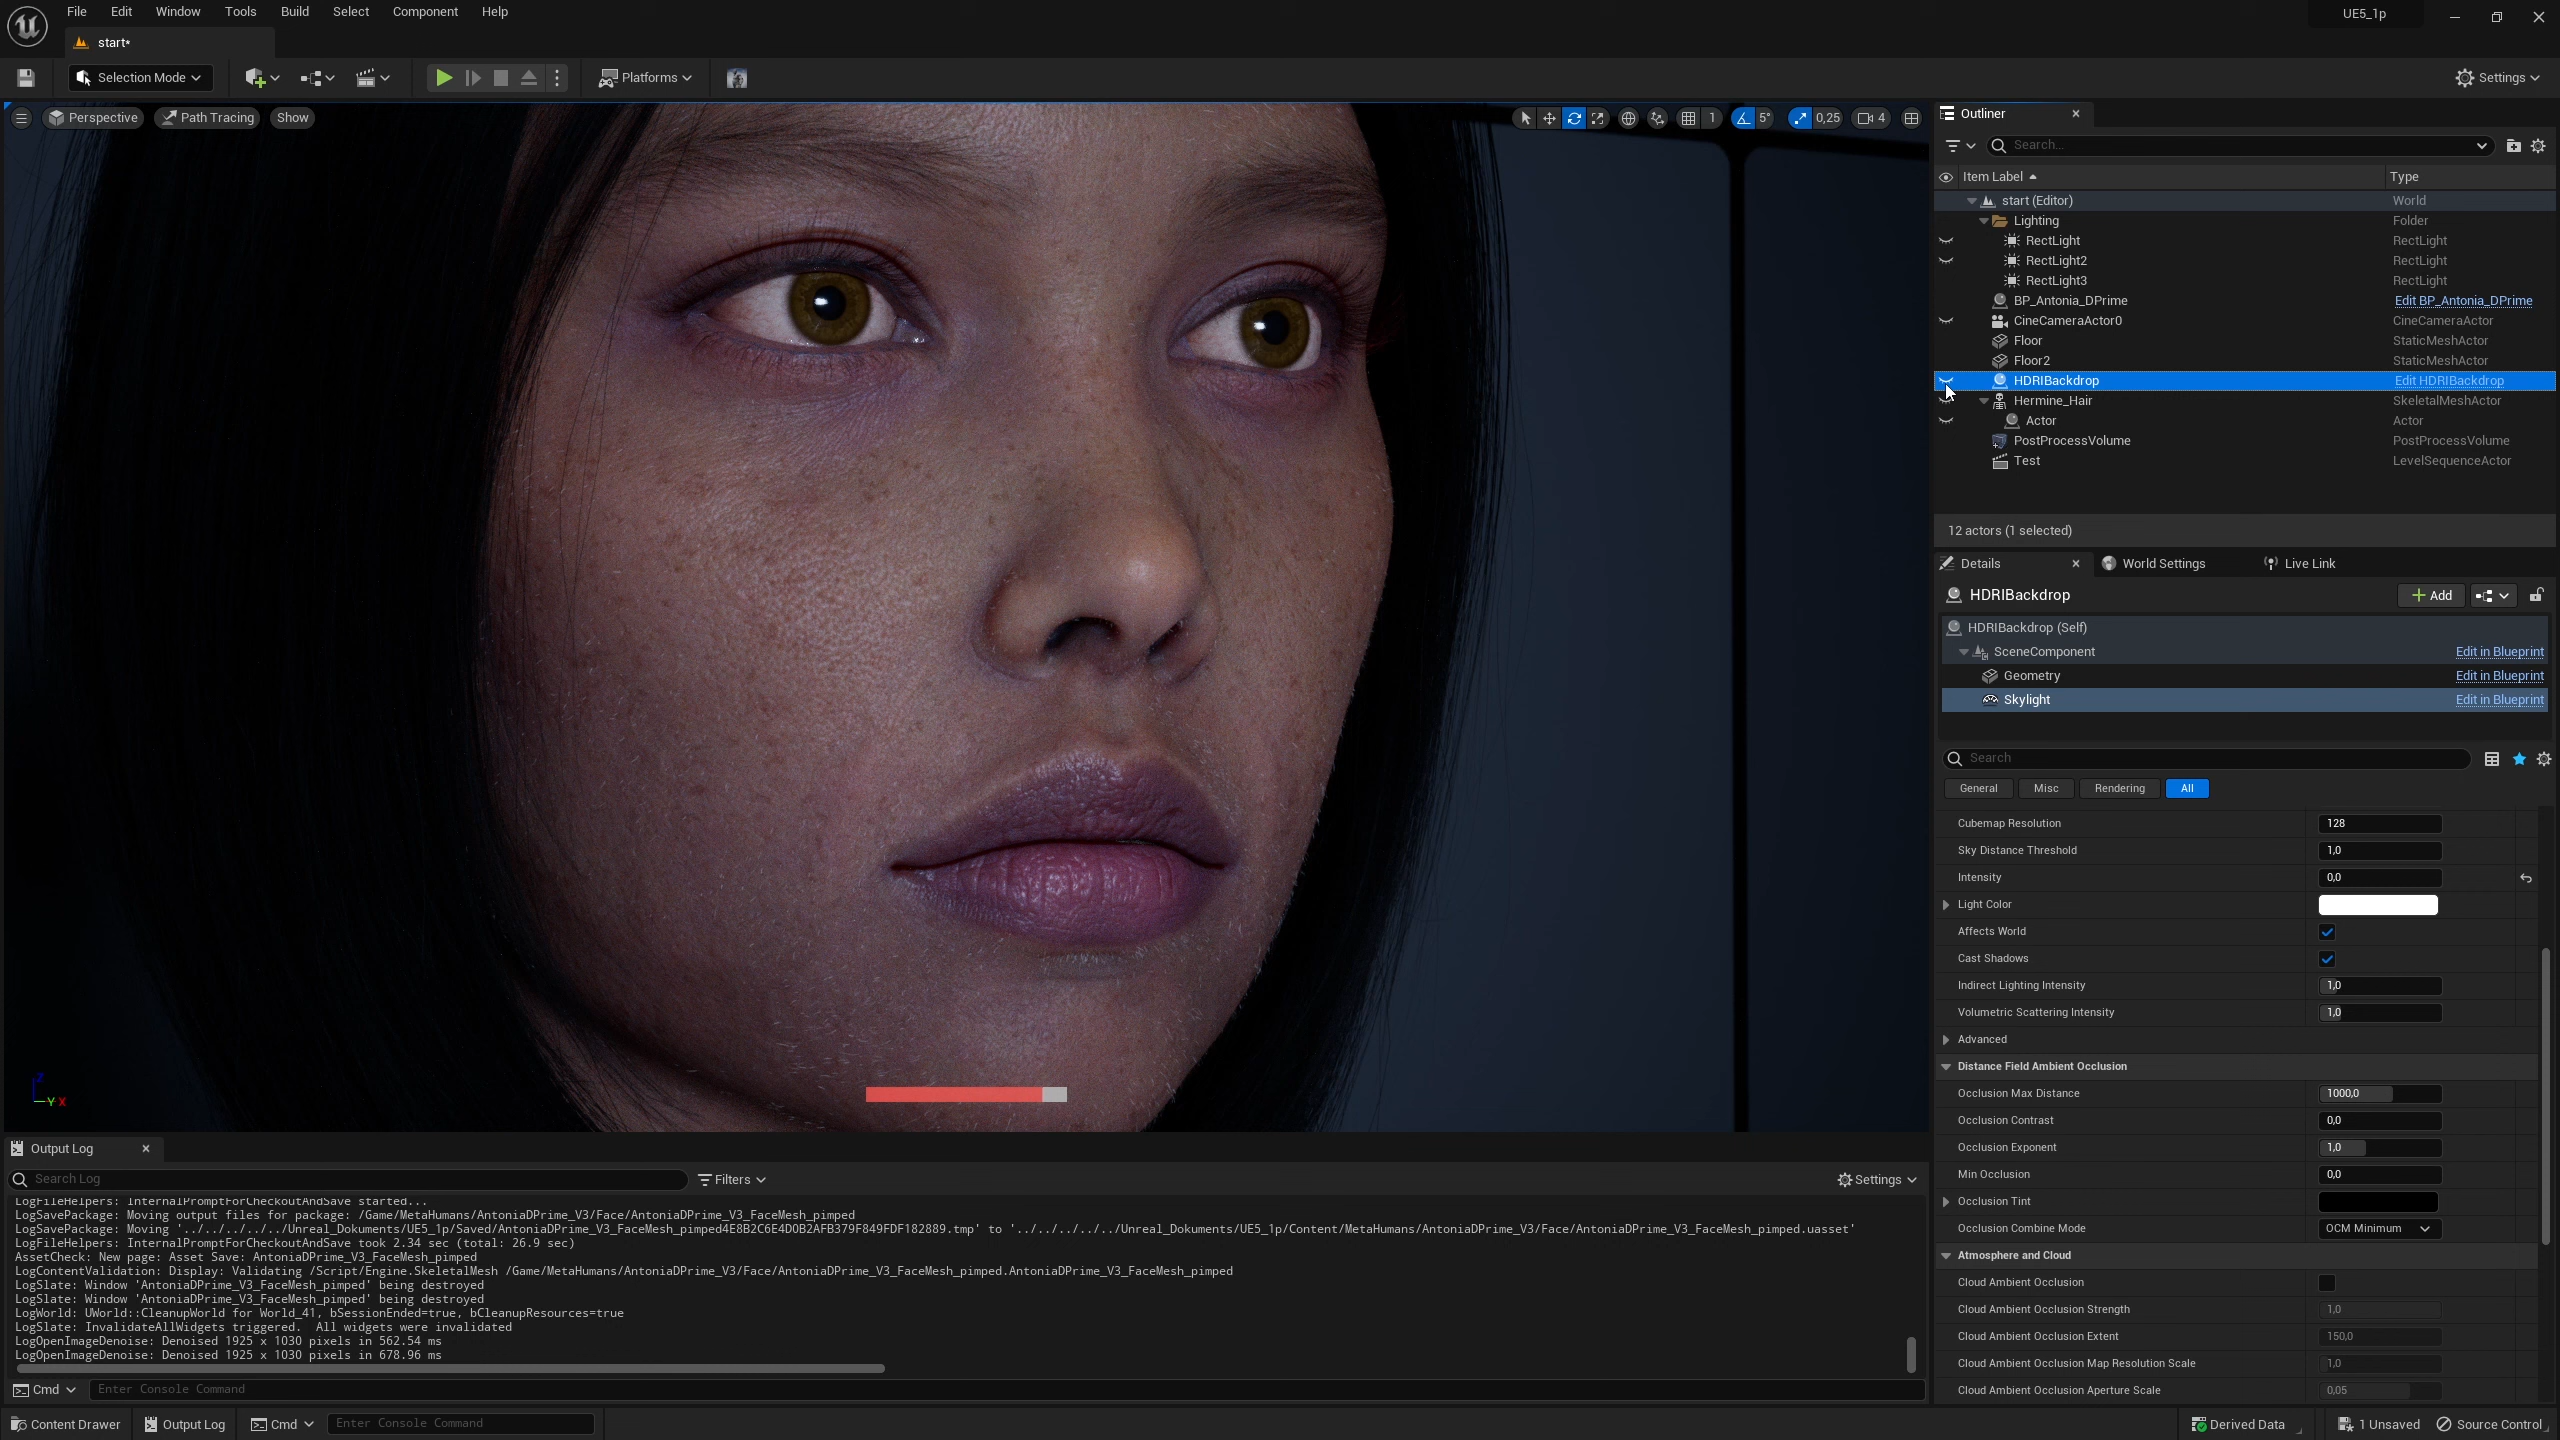 File Edit Window Tools Build Select Component Help
UE5_1p
start*
Selection Mode
Platforms
Settings
Perspective Path Tracing Show
1 5° 0,25 4
Outliner
Search...
Item Label Type
start (Editor) World
Lighting Folder
RectLight RectLight
RectLight2 RectLight
RectLight3 RectLight
BP_Antonia_DPrime Edit BP_Antonia_DPrime
CineCameraActor0 CineCameraActor
Floor StaticMeshActor
Floor2 StaticMeshActor
HDRIBackdrop Edit HDRIBackdrop
Hermine_Hair SkeletalMeshActor
Actor Actor
PostProcessVolume PostProcessVolume
Test LevelSequenceActor
12 actors (1 selected)
Details World Settings Live Link
HDRIBackdrop
Add
HDRIBackdrop (Self)
SceneComponent Edit in Blueprint
Geometry Edit in Blueprint
Skylight Edit in Blueprint
Search
General Misc Rendering All
Cubemap Resolution 128
Sky Distance Threshold 1,0
Intensity 0,0
Light Color
Affects World
Cast Shadows
Indirect Lighting Intensity 1,0
Volumetric Scattering Intensity 1,0
Advanced
Distance Field Ambient Occlusion
Occlusion Max Distance 1000,0
Occlusion Contrast 0,0
Occlusion Exponent 1,0
Min Occlusion 0,0
Occlusion Tint
Occlusion Combine Mode OCM Minimum
Atmosphere and Cloud
Cloud Ambient Occlusion
Cloud Ambient Occlusion Strength 1,0
Cloud Ambient Occlusion Extent 150,0
Cloud Ambient Occlusion Map Resolution Scale 1,0
Cloud Ambient Occlusion Aperture Scale 0,05
Z
Y X
Output Log
Search Log
Filters
Settings
LogFileHelpers: InternalPromptForCheckoutAndSave started...
LogSavePackage: Moving output files for package: /Game/MetaHumans/AntoniaDPrime_V3/Face/AntoniaDPrime_V3_FaceMesh_pimped
LogSavePackage: Moving '../../../../../Unreal_Dokuments/UE5_1p/Saved/AntoniaDPrime_V3_FaceMesh_pimped4E8B2C6E4D0B2AFB379F849FDF182889.tmp' to '../../../../../Unreal_Dokuments/UE5_1p/Content/MetaHumans/AntoniaDPrime_V3/Face/AntoniaDPrime_V3_FaceMesh_pimped.uasset'
LogFileHelpers: InternalPromptForCheckoutAndSave took 2.34 sec (total: 26.9 sec)
AssetCheck: New page: Asset Save: AntoniaDPrime_V3_FaceMesh_pimped
LogContentValidation: Display: Validating /Script/Engine.SkeletalMesh /Game/MetaHumans/AntoniaDPrime_V3/Face/AntoniaDPrime_V3_FaceMesh_pimped.AntoniaDPrime_V3_FaceMesh_pimped
LogSlate: Window 'AntoniaDPrime_V3_FaceMesh_pimped' being destroyed
LogSlate: Window 'AntoniaDPrime_V3_FaceMesh_pimped' being destroyed
LogWorld: UWorld::CleanupWorld for World_41, bSessionEnded=true, bCleanupResources=true
LogSlate: InvalidateAllWidgets triggered.  All widgets were invalidated
LogOpenImageDenoise: Denoised 1925 x 1030 pixels in 562.54 ms
LogOpenImageDenoise: Denoised 1925 x 1030 pixels in 678.96 ms
Cmd Enter Console Command
Content Drawer Output Log Cmd Enter Console Command Derived Data 1 Unsaved Source Control